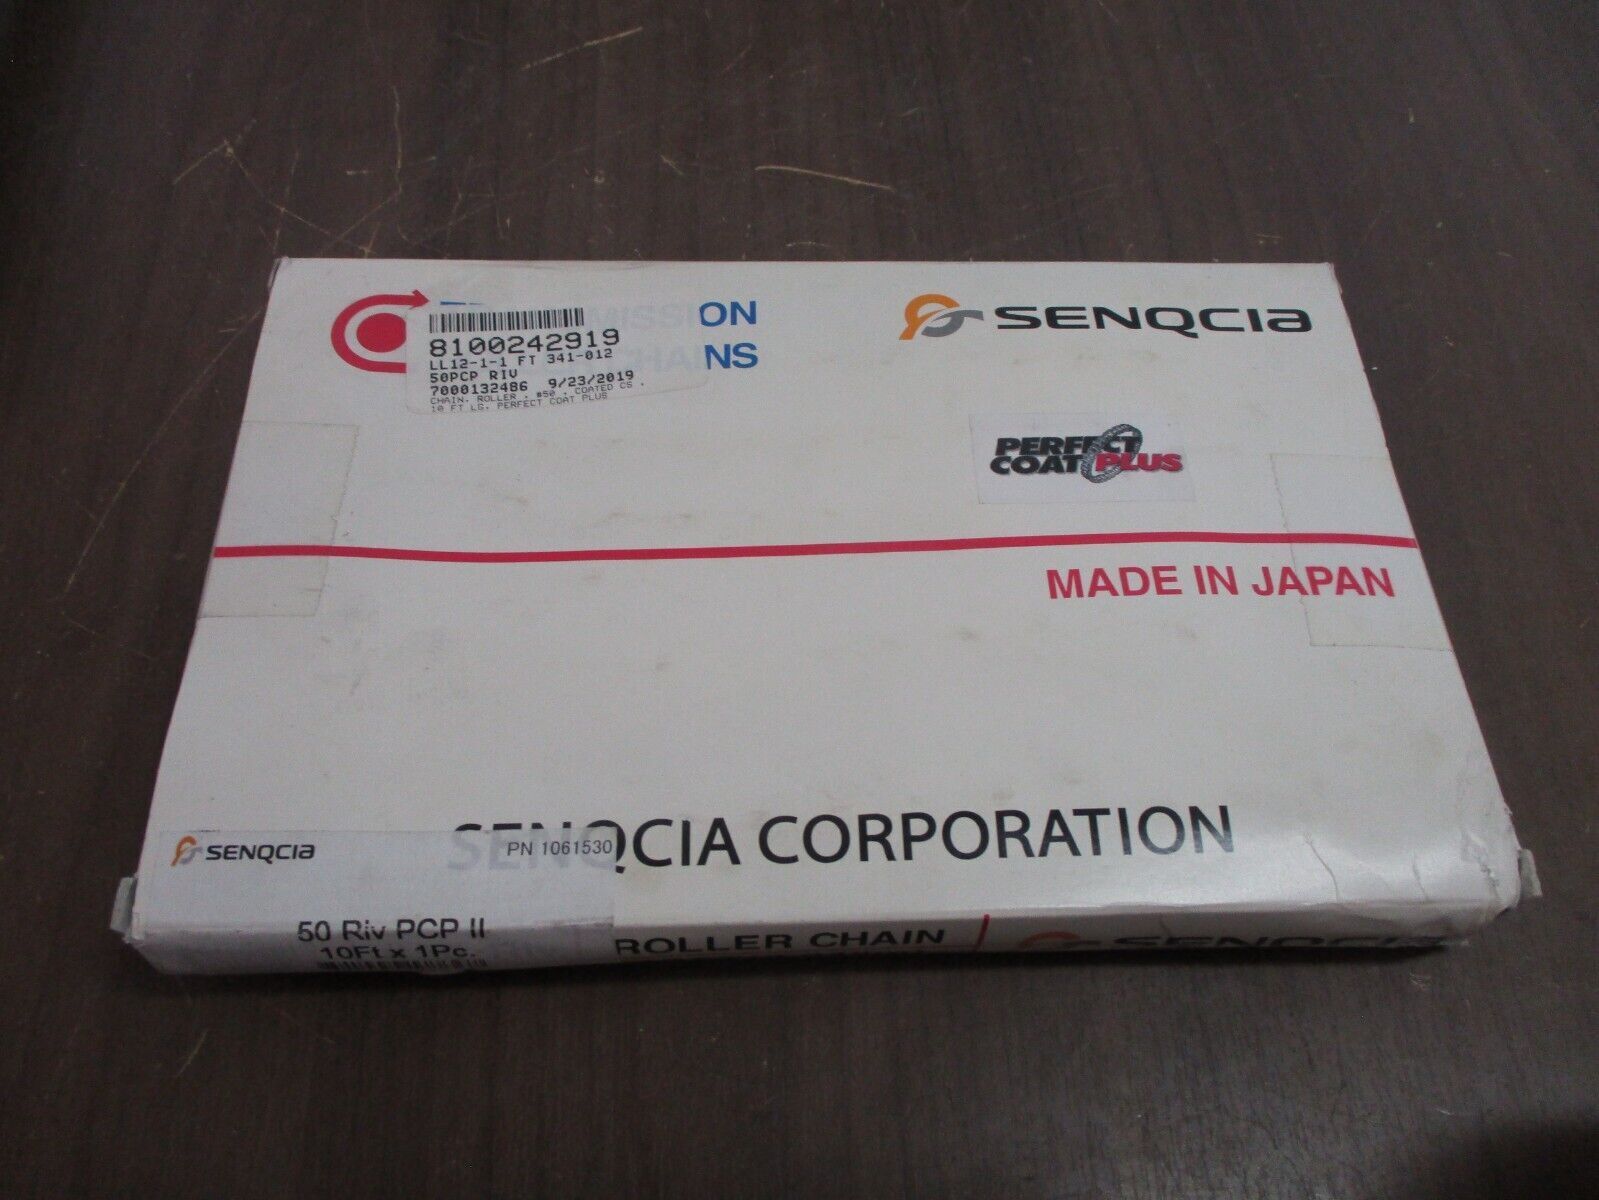 ON
NS
8100242919
LL12-1-1 FT 341-012
50PCP RIV
7000132486 9/23/2019
CHAIN. ROLLER . #50 . COATED CS .
10 FT LG. PERFECT COAT PLUS
SENQCIA
PERFECT
COAT PLUS
MADE IN JAPAN
SENQCIA CORPORATION
SENQCIA
PN 1061530
50 Riv PCP II
10Ft x 1Pc.
ROLLER CHAIN
SENQCIA